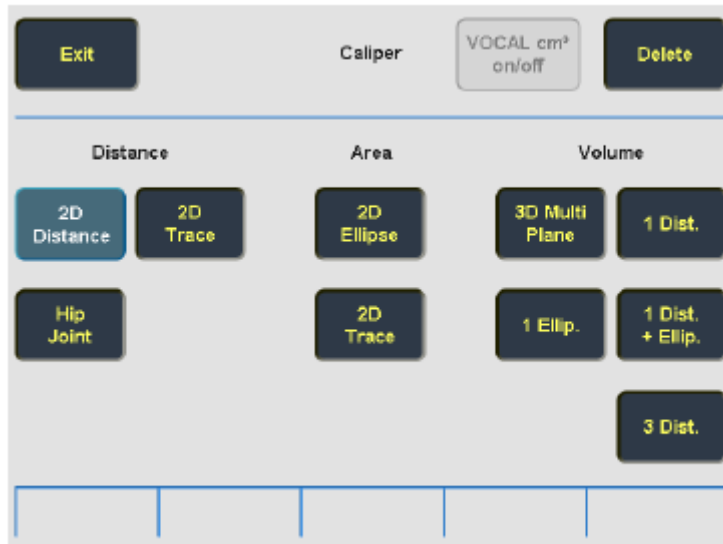 Exit
Caliper
VOCAL cm³
on/off
Delete
Distance
Area
Volume
2D
Distance
2D
Trace
2D
Ellipse
3D Multi
Plane
1 Dist.
Hip
Joint
2D
Trace
1 Ellip.
1 Dist.
+ Ellip.
3 Dist.